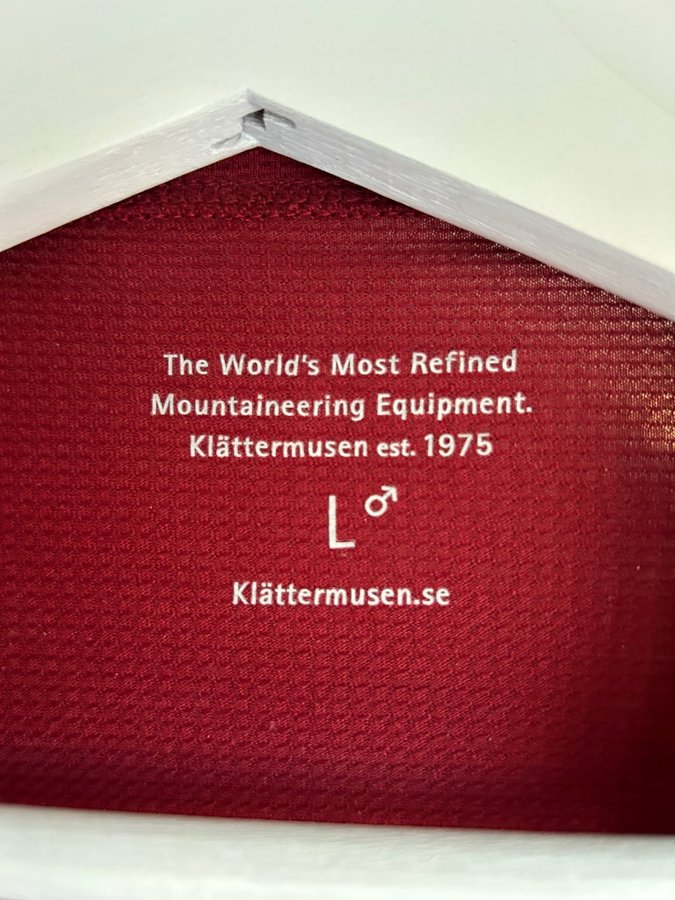 The World's Most Refined
Mountaineering Equipment.
Klättermusen est. 1975
L♂
Klättermusen.se